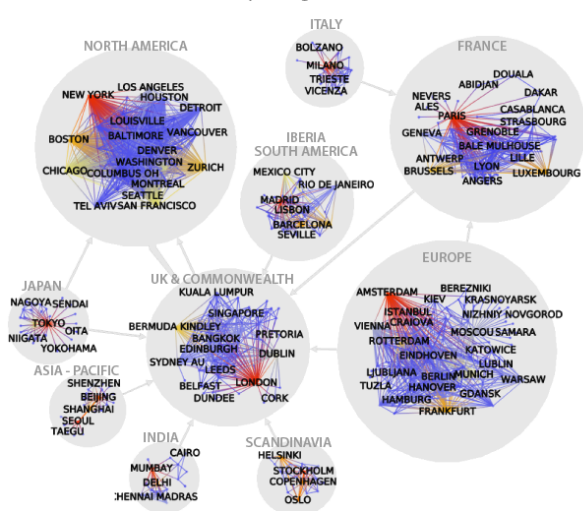 ITALY
BOLZANO
MILANO
TRIESTE
VICENZA
NORTH AMERICA
LOS ANGELES
NEW YORK
HOUSTON
DETROIT
LOUISVILLE
BOSTON
BALTIMORE
VANCOUVER
DENVER
WASHINGTON
ZURICH
CHICAGO
COLUMBUS OH
MONTREAL
SEATTLE
TEL AVIV
SAN FRANCISCO
FRANCE
DOUALA
ABIDJAN
DAKAR
NEVERS
ALES
CASABLANCA
PARIS
STRASBOURG
GENEVA
GRENOBLE
BALE MULHOUSE
ANTWERP
LILLE
LYON
BRUSSELS
LUXEMBOURG
ANGERS
IBERIA
SOUTH AMERICA
MEXICO CITY
RIO DE JANEIRO
MADRID
LISBON
BARCELONA
SEVILLE
JAPAN
NAGOYA
SENDAI
TOKYO
OITA
NIIGATA
YOKOHAMA
UK & COMMONWEALTH
KUALA LUMPUR
SINGAPORE
BERMUDA KINDLEY
PRETORIA
BANGKOK
EDINBURGH
DUBLIN
SYDNEY AU
LEEDS
BELFAST
LONDON
DUNDEE
CORK
EUROPE
BEREZNIKI
AMSTERDAM
KIEV
KRASNOYARSK
ISTANBUL
NIZHNIY NOVGOROD
VIENNA
CRAIOVA
MOSCOU
SAMARA
ROTTERDAM
KATOWICE
EINDHOVEN
LUBLIN
LJUBLJANA
BERLIN
MUNICH
WARSAW
TUZLA
HANOVER
HAMBURG
GDANSK
FRANKFURT
ASIA - PACIFIC
SHENZHEN
BEIJING
SHANGHAI
SEOUL
TAEGU
INDIA
CAIRO
MUMBAY
DELHI
CHENNAI MADRAS
SCANDINAVIA
HELSINKI
STOCKHOLM
COPENHAGEN
OSLO